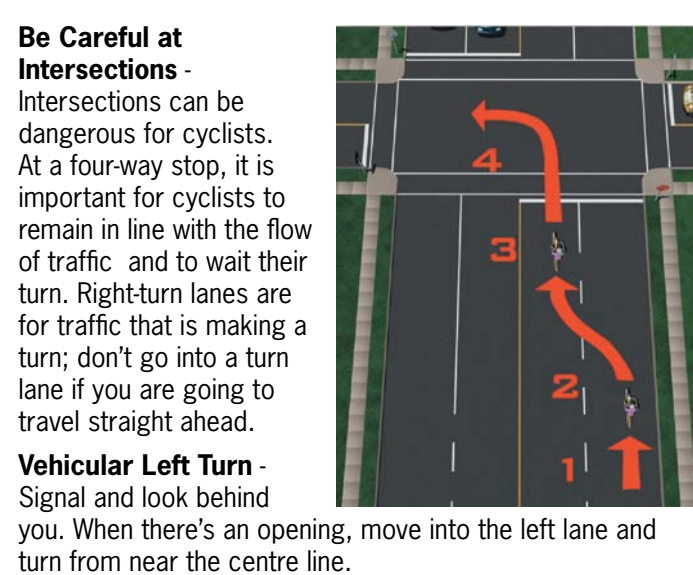 Be Careful at
Intersections -
Intersections can be
dangerous for cyclists.
At a four-way stop, it is
important for cyclists to
remain in line with the flow
of traffic and to wait their
turn. Right-turn lanes are
for traffic that is making a
turn; don't go into a turn
lane if you are going to
travel straight ahead.
Vehicular Left Turn -
Signal and look behind
you. When there's an opening, move into the left lane and
turn from near the centre line.
4
3
2
1